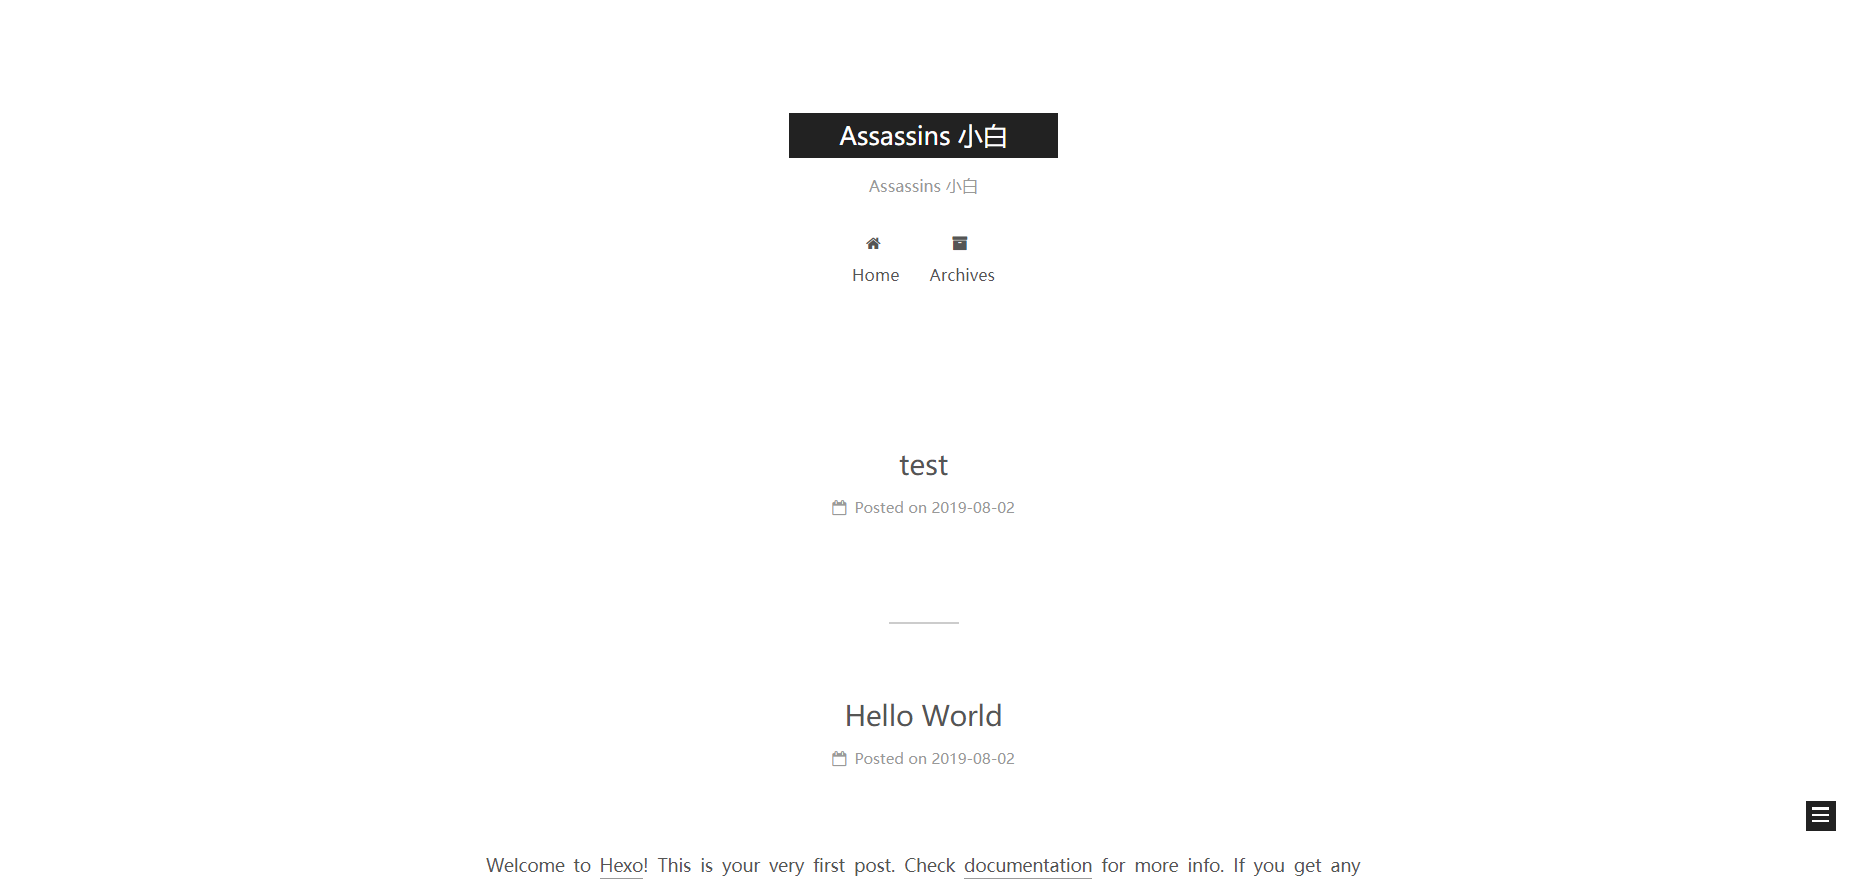 Assassins 小白
Assassins 小白
Home Archives
test
Posted on 2019-08-02
Hello World
Posted on 2019-08-02
Welcome to Hexo! This is your very first post. Check documentation for more info. If you get any